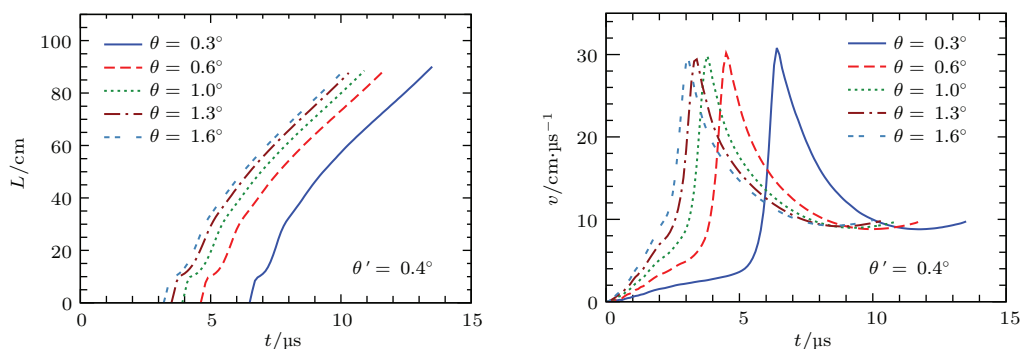 100
80
60
40
20
0
L/cm
θ = 0.3°
θ = 0.6°
θ = 1.0°
θ = 1.3°
θ = 1.6°
θ′ = 0.4°
0 5 10 15
t/μs
35
30
20
10
0
v/cm·μs⁻¹
θ = 0.3°
θ = 0.6°
θ = 1.0°
θ = 1.3°
θ = 1.6°
θ′ = 0.4°
0 5 10 15
t/μs